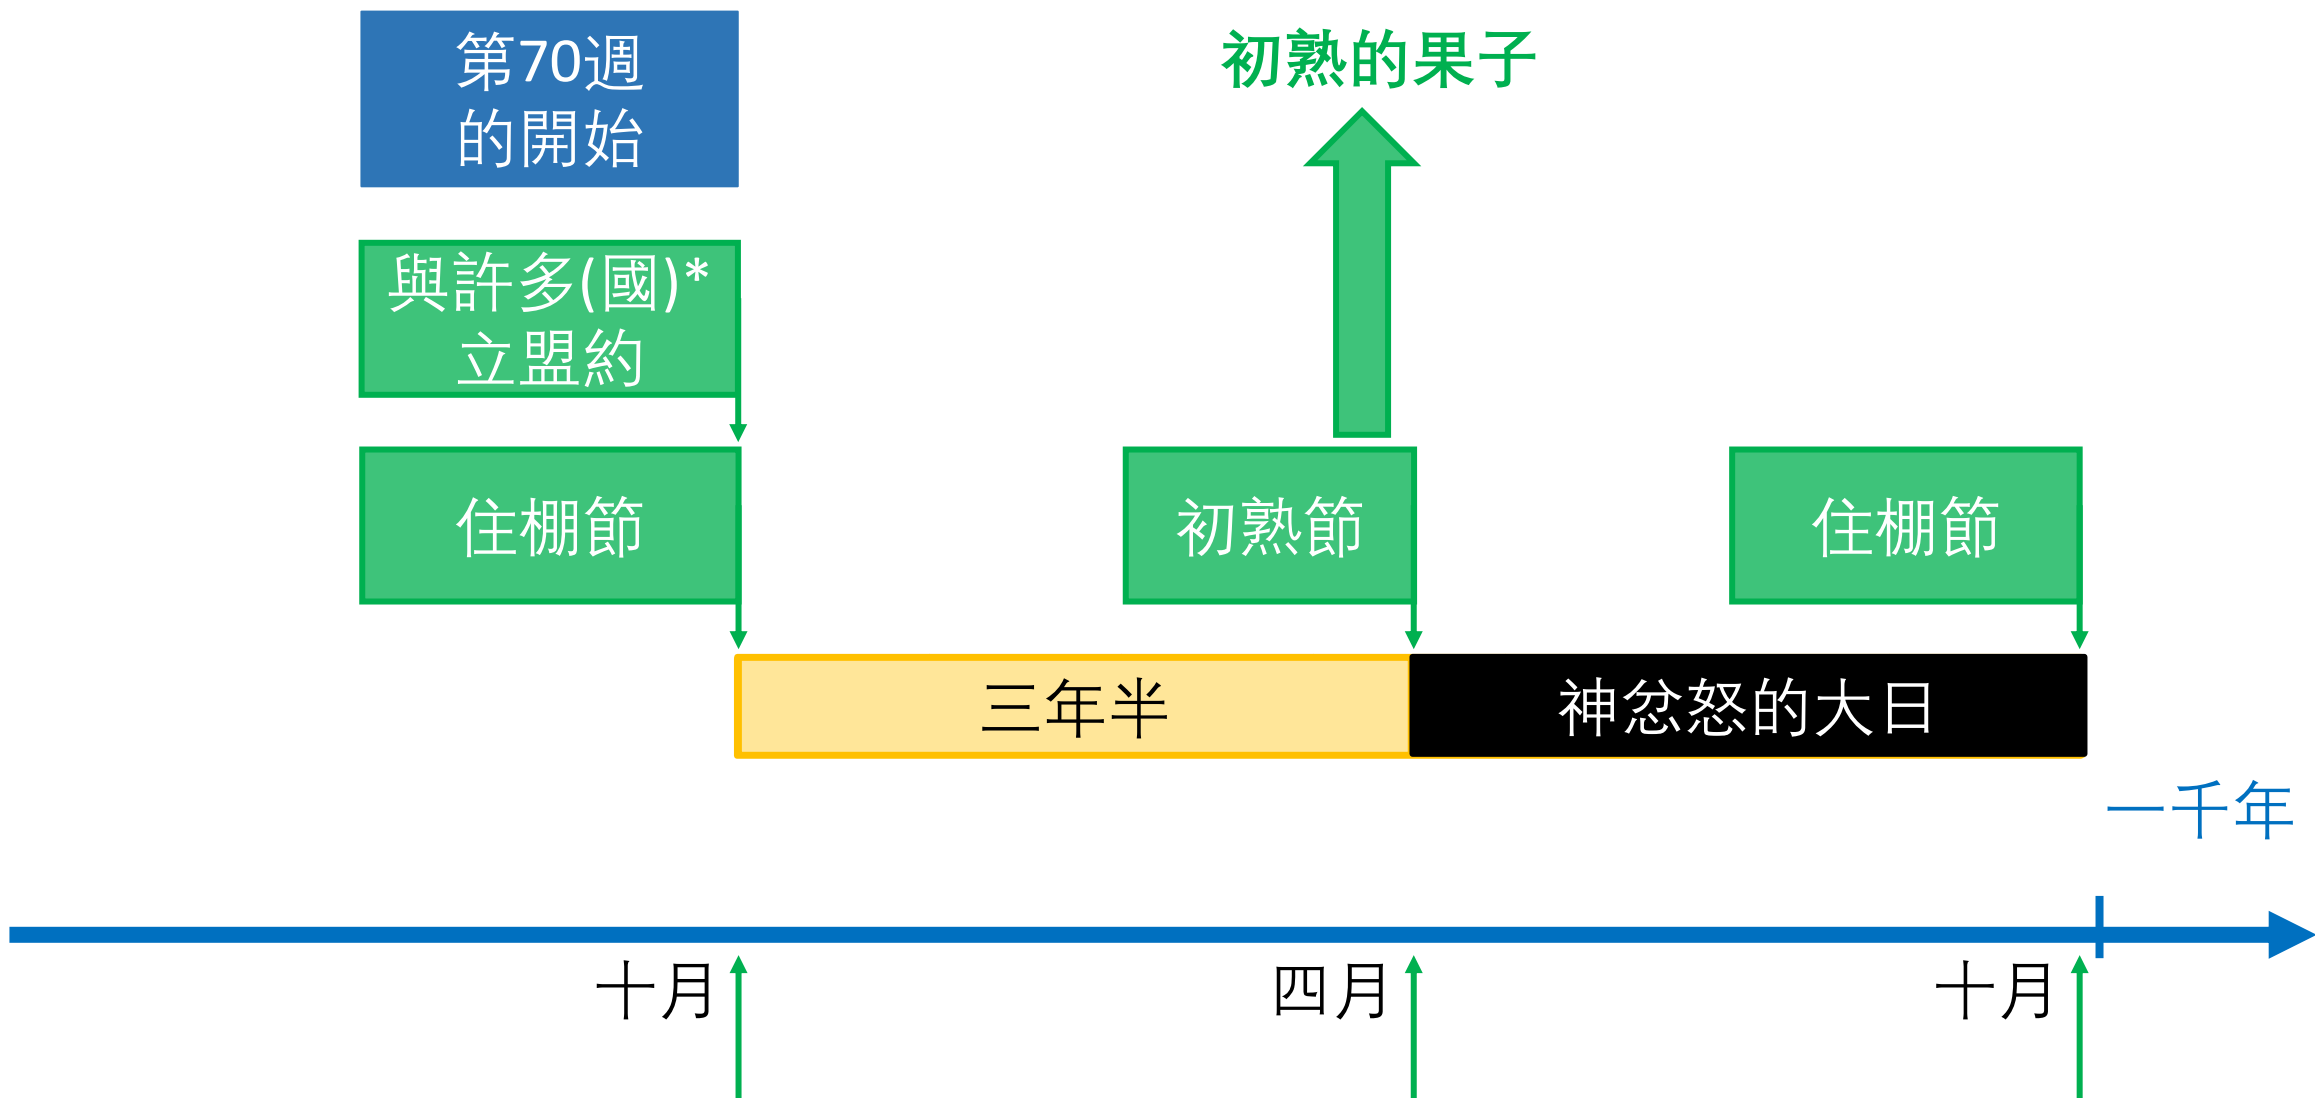 第70週
的開始
初熟的果子
與許多(國)*
立盟約
住棚節
初熟節
住棚節
三年半
神忿怒的大日
一千年
十月
四月
十月